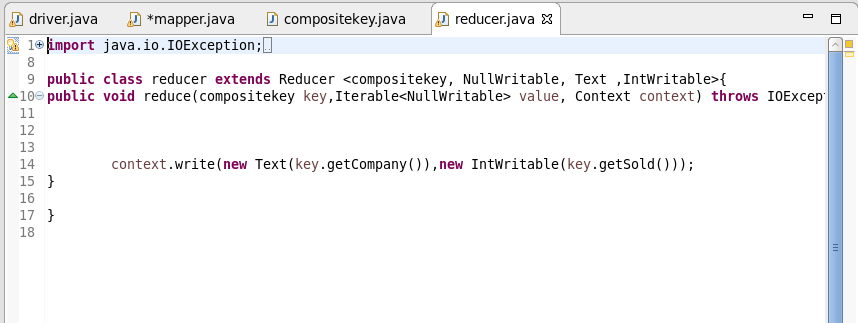 driver.java *mapper.java compositekey.java reducer.java
1 import java.io.IOException;
8
9 public class reducer extends Reducer <compositekey, NullWritable, Text ,IntWritable>{
10 public void reduce(compositekey key,Iterable<NullWritable> value, Context context) throws IOExcept
11
12
13
14 context.write(new Text(key.getCompany()),new IntWritable(key.getSold()));
15 }
16
17 }
18